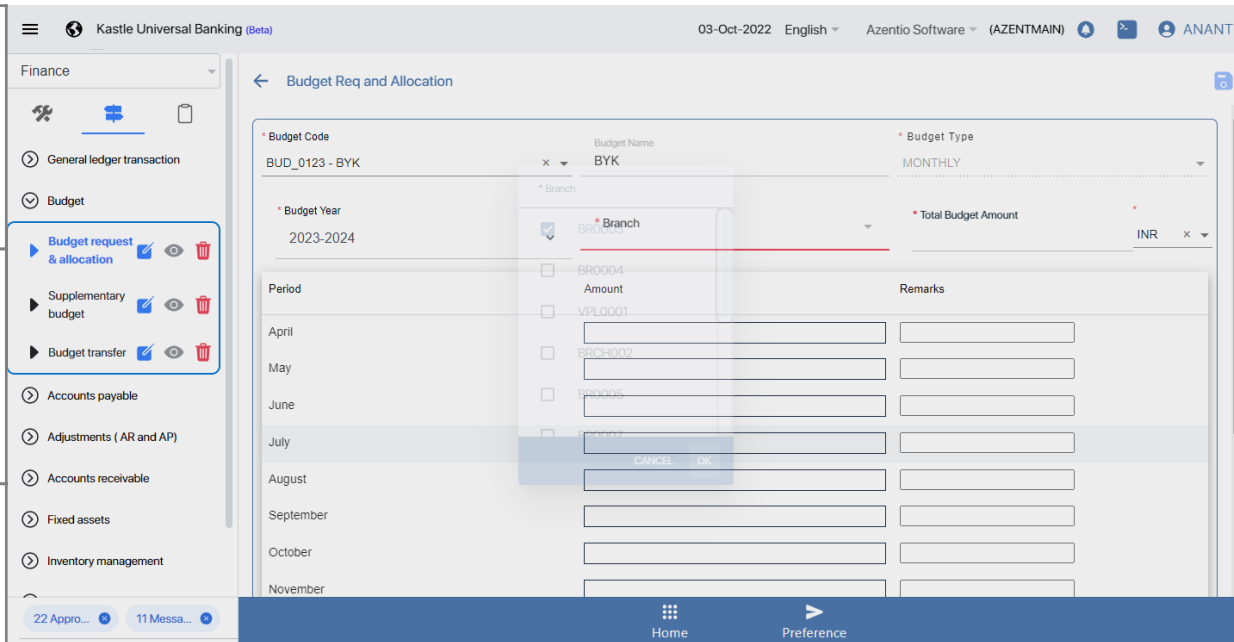 Kastle Universal Banking (Beta)
03-Oct-2022 English Azentio Software (AZENTMAIN) ANANT
Finance
General ledger transaction
Budget
Budget request
& allocation
Supplementary
budget
Budget transfer
Accounts payable
Adjustments ( AR and AP)
Accounts receivable
Fixed assets
Inventory management
22 Appro...
11 Messa...
Budget Req and Allocation
* Budget Code
BUD_0123 - BYK
Budget Name
BYK
* Budget Type
MONTHLY
* Budget Year
2023-2024
* Branch
* Total Budget Amount
*
INR
* Branch
BR0003
BR0004
VPL0001
BRCH002
BR0005
BR0007
CANCEL OK
Period Amount Remarks
April
May
June
July
August
September
October
November
Home
Preference